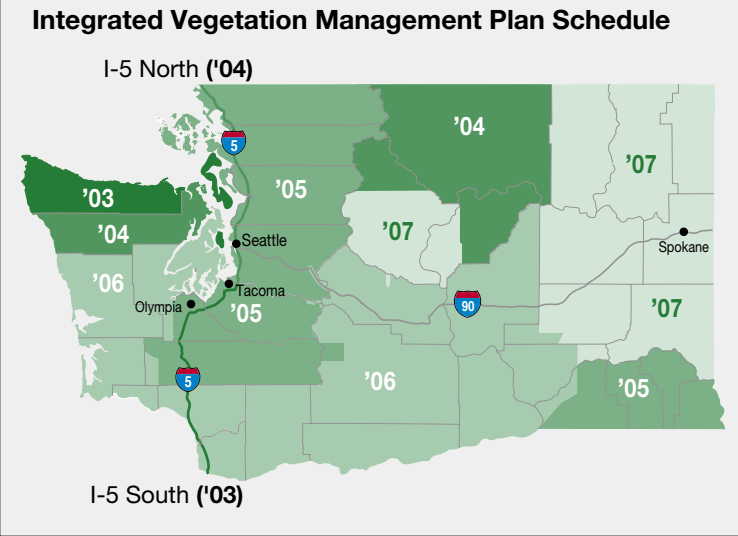 Integrated Vegetation Management Plan Schedule
I-5 North ('04)
5
’04
’07
’03
’05
’04
’07
Seattle
Spokane
’06
Tacoma
Olympia
’05
90
’07
5
’06
’05
I-5 South ('03)